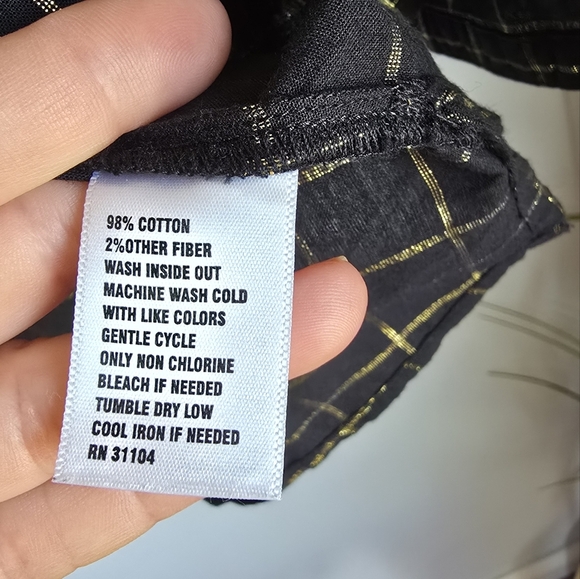 98% COTTON
2%OTHER FIBER
WASH INSIDE OUT
MACHINE WASH COLD
WITH LIKE COLORS
GENTLE CYCLE
ONLY NON CHLORINE
BLEACH IF NEEDED
TUMBLE DRY LOW
COOL IRON IF NEEDED
RN 31104